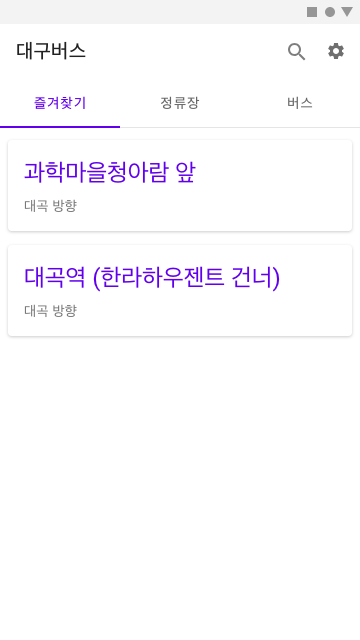 대구버스
즐겨찾기 정류장 버스
과학마을청아람 앞
대곡 방향
대곡역 (한라하우젠트 건너)
대곡 방향